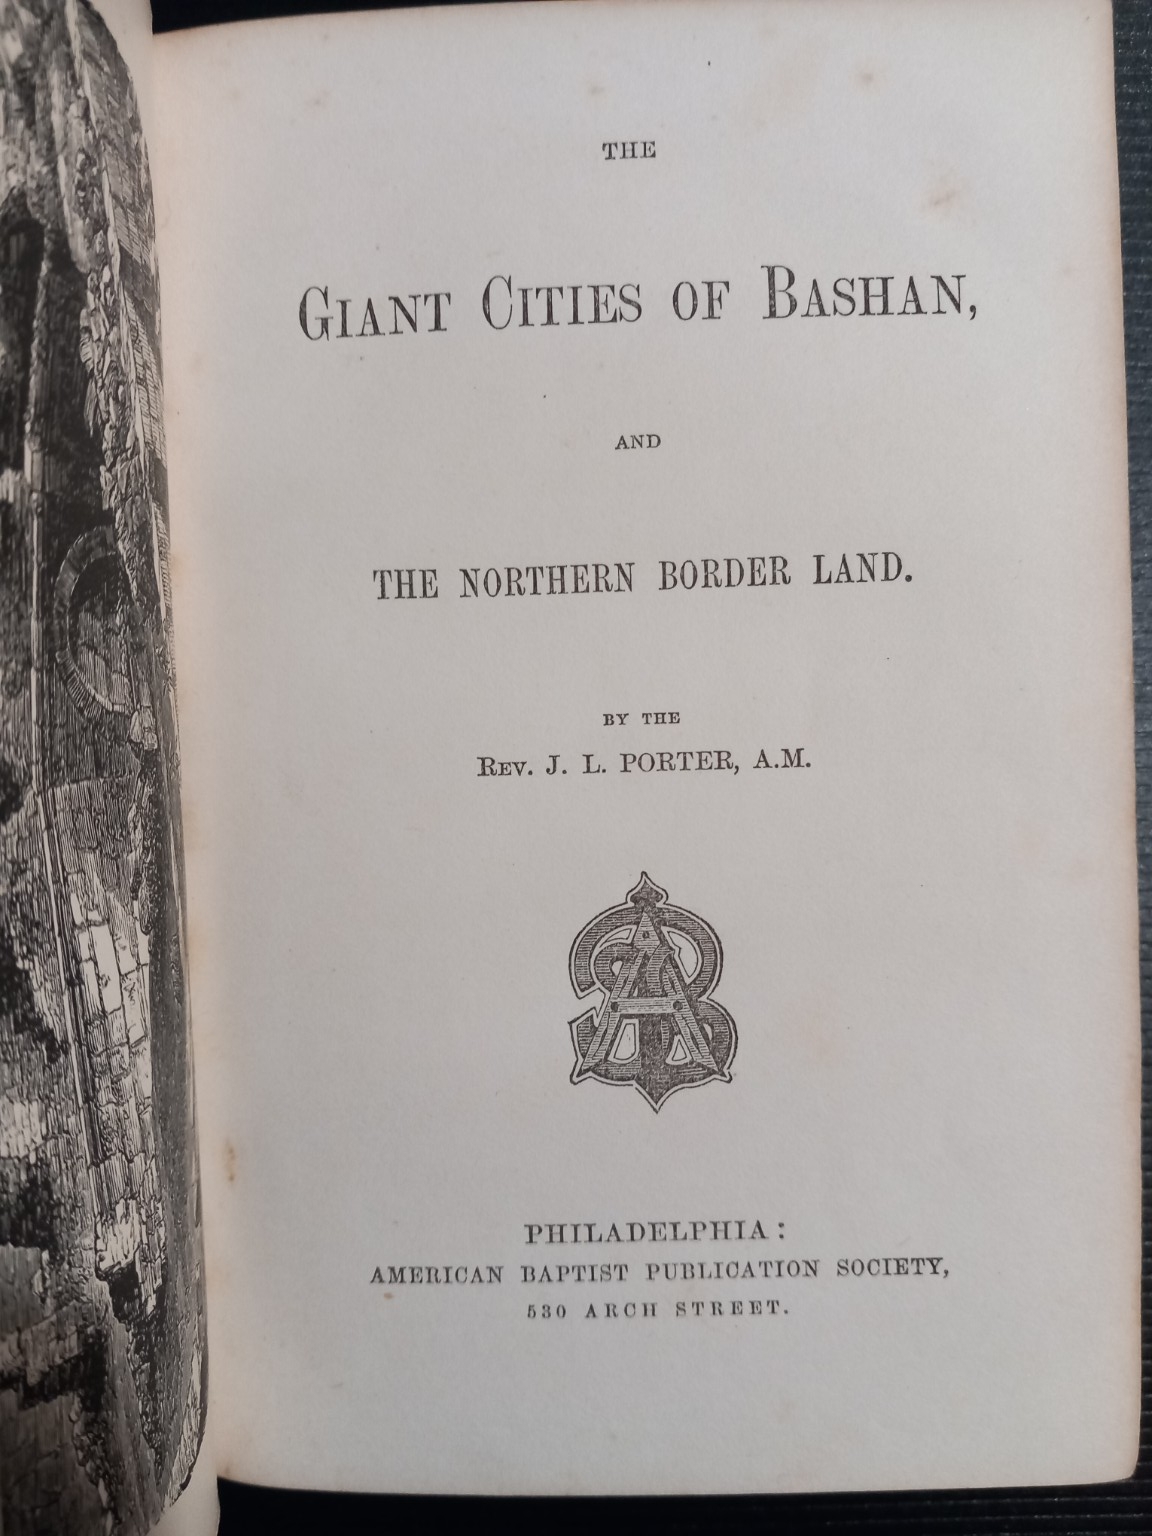 THE
GIANT CITIES OF BASHAN,
AND
THE NORTHERN BORDER LAND.
BY THE
REV. J. L. PORTER, A.M.
PHILADELPHIA:
AMERICAN BAPTIST PUBLICATION SOCIETY,
530 ARCH STREET.